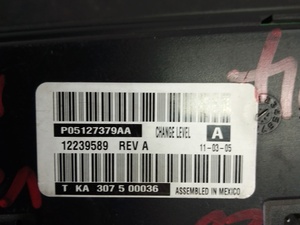 P05127379AA CHANGE LEVEL A
12239589 REV A 11-03-05
T KA 307 5 00036 ASSEMBLED IN MEXICO